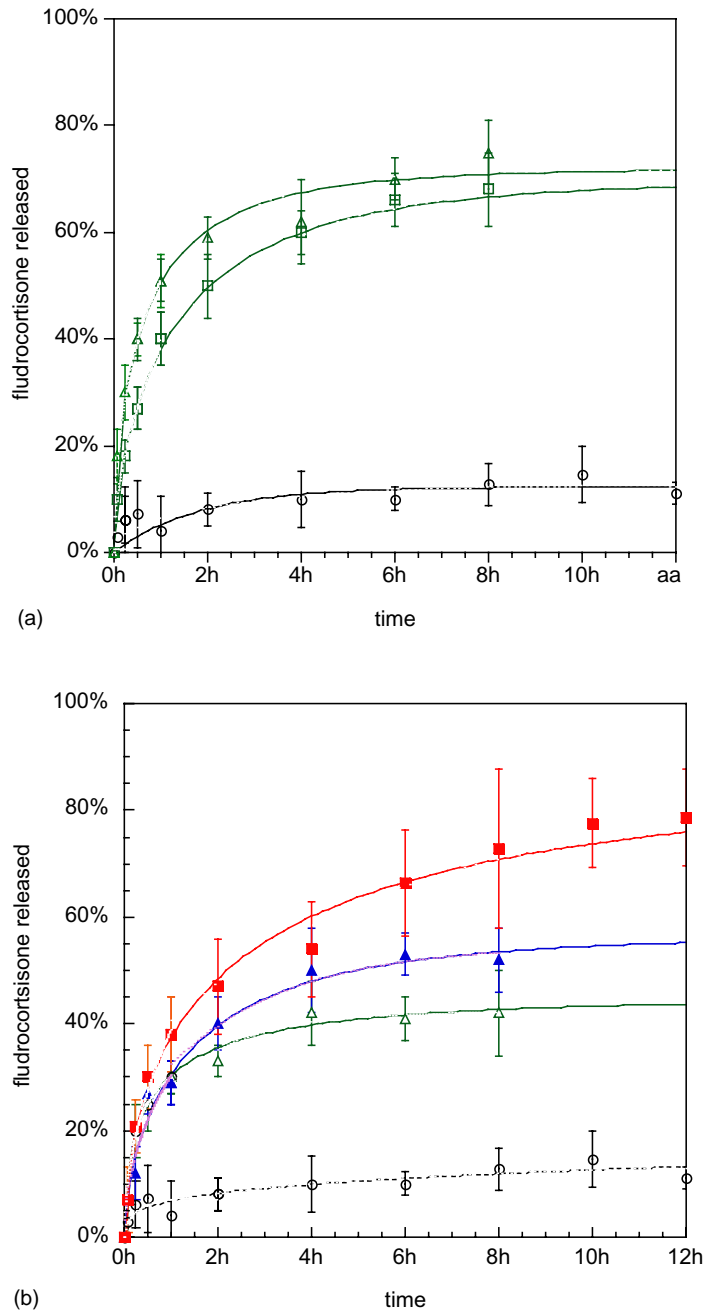 100%
80%
60%
40%
20%
0%
fludrocortisone released
0h 2h 4h 6h 8h 10h aa
time
(a)
100%
80%
60%
40%
20%
0%
fludrocortsisone released
0h 2h 4h 6h 8h 10h 12h
time
(b)